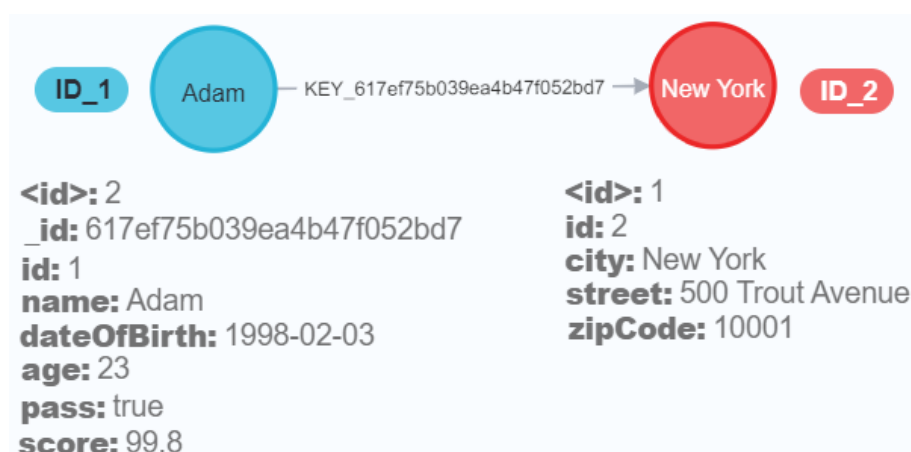 ID_1 Adam KEY_617ef75b039ea4b47f052bd7 New York ID_2
<id>: 2
_id: 617ef75b039ea4b47f052bd7
id: 1
name: Adam
dateOfBirth: 1998-02-03
age: 23
pass: true
score: 99.8
<id>: 1
id: 2
city: New York
street: 500 Trout Avenue
zipCode: 10001